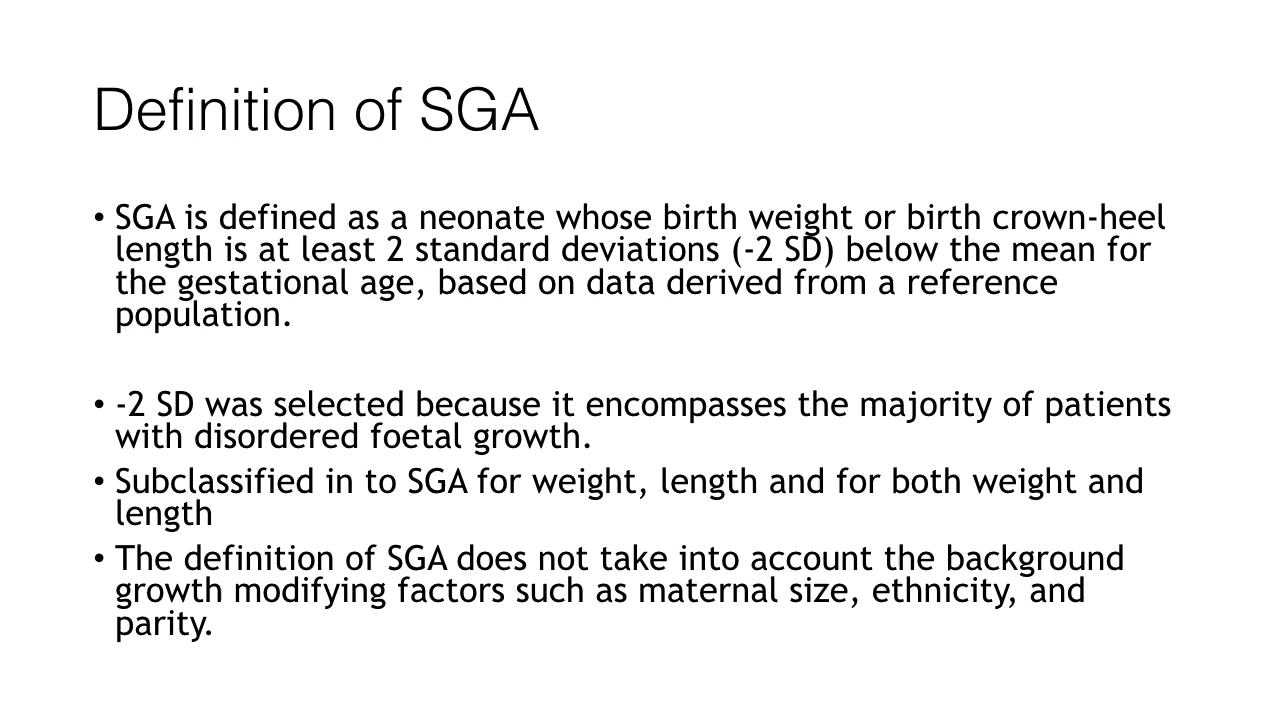 Definition of SGA
• SGA is defined as a neonate whose birth weight or birth crown-heel
length is at least 2 standard deviations (-2 SD) below the mean for
the gestational age, based on data derived from a reference
population.
• -2 SD was selected because it encompasses the majority of patients
with disordered foetal growth.
• Subclassified in to SGA for weight, length and for both weight and
length
• The definition of SGA does not take into account the background
growth modifying factors such as maternal size, ethnicity, and
parity.